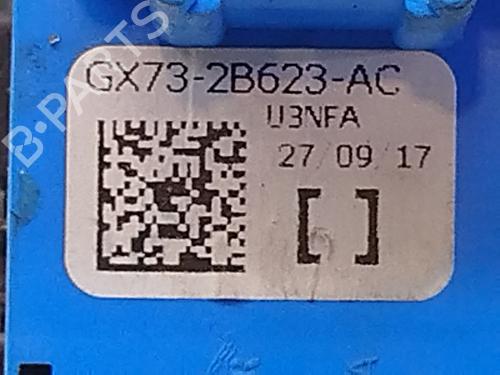 GX73-2B623-AC
U3NFA
27/09/17
[ ]
B-PARTS